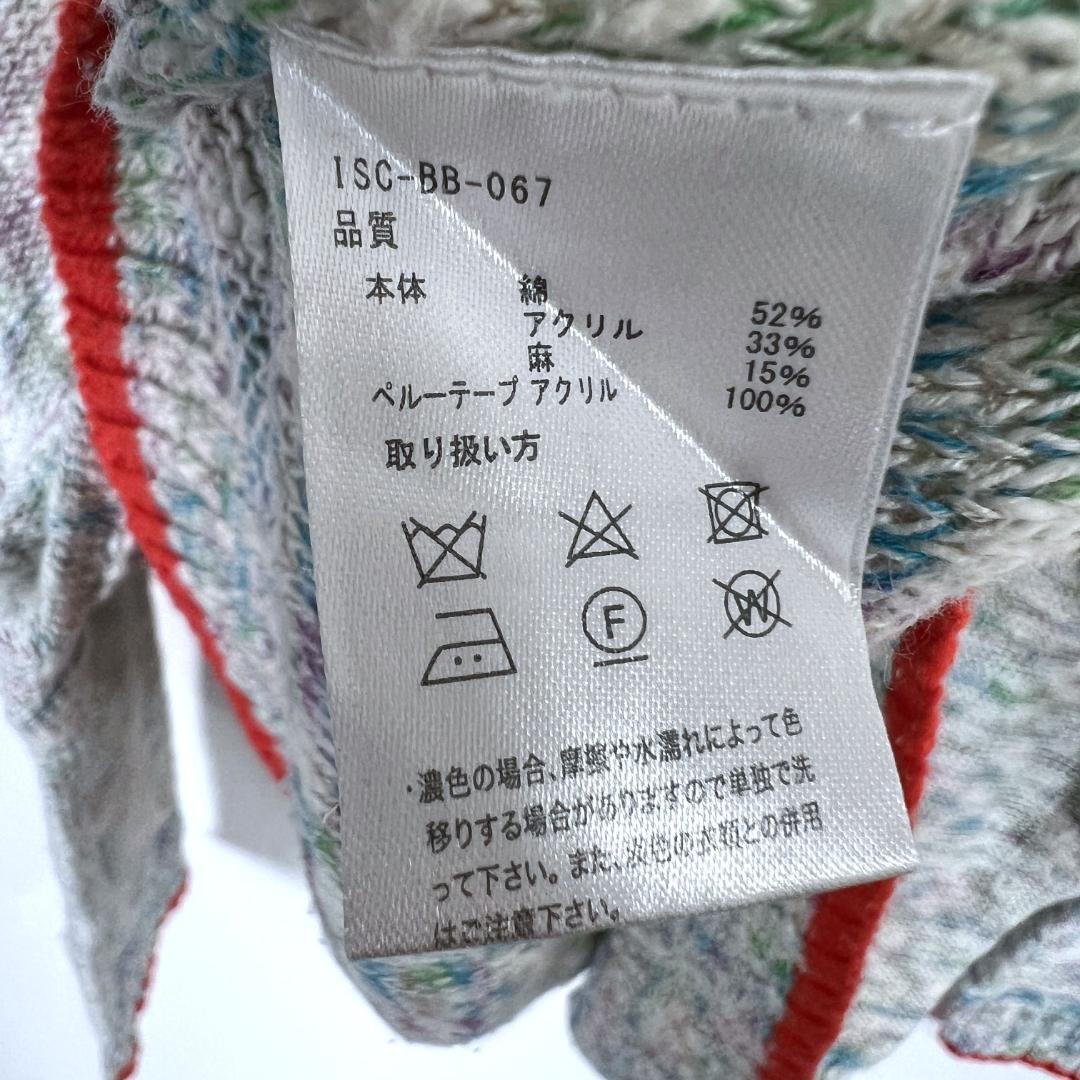 ISC-BB-067
品質
本体 綿 52%
アクリル 33%
麻 15%
ペルーテープ アクリル 100%
取り扱い方
F
W
・濃色の場合、摩擦や水濡れによって色
移りする場合がありますので単独で洗
って下さい。また、淡色の衣類との併用
はご注意下さい。